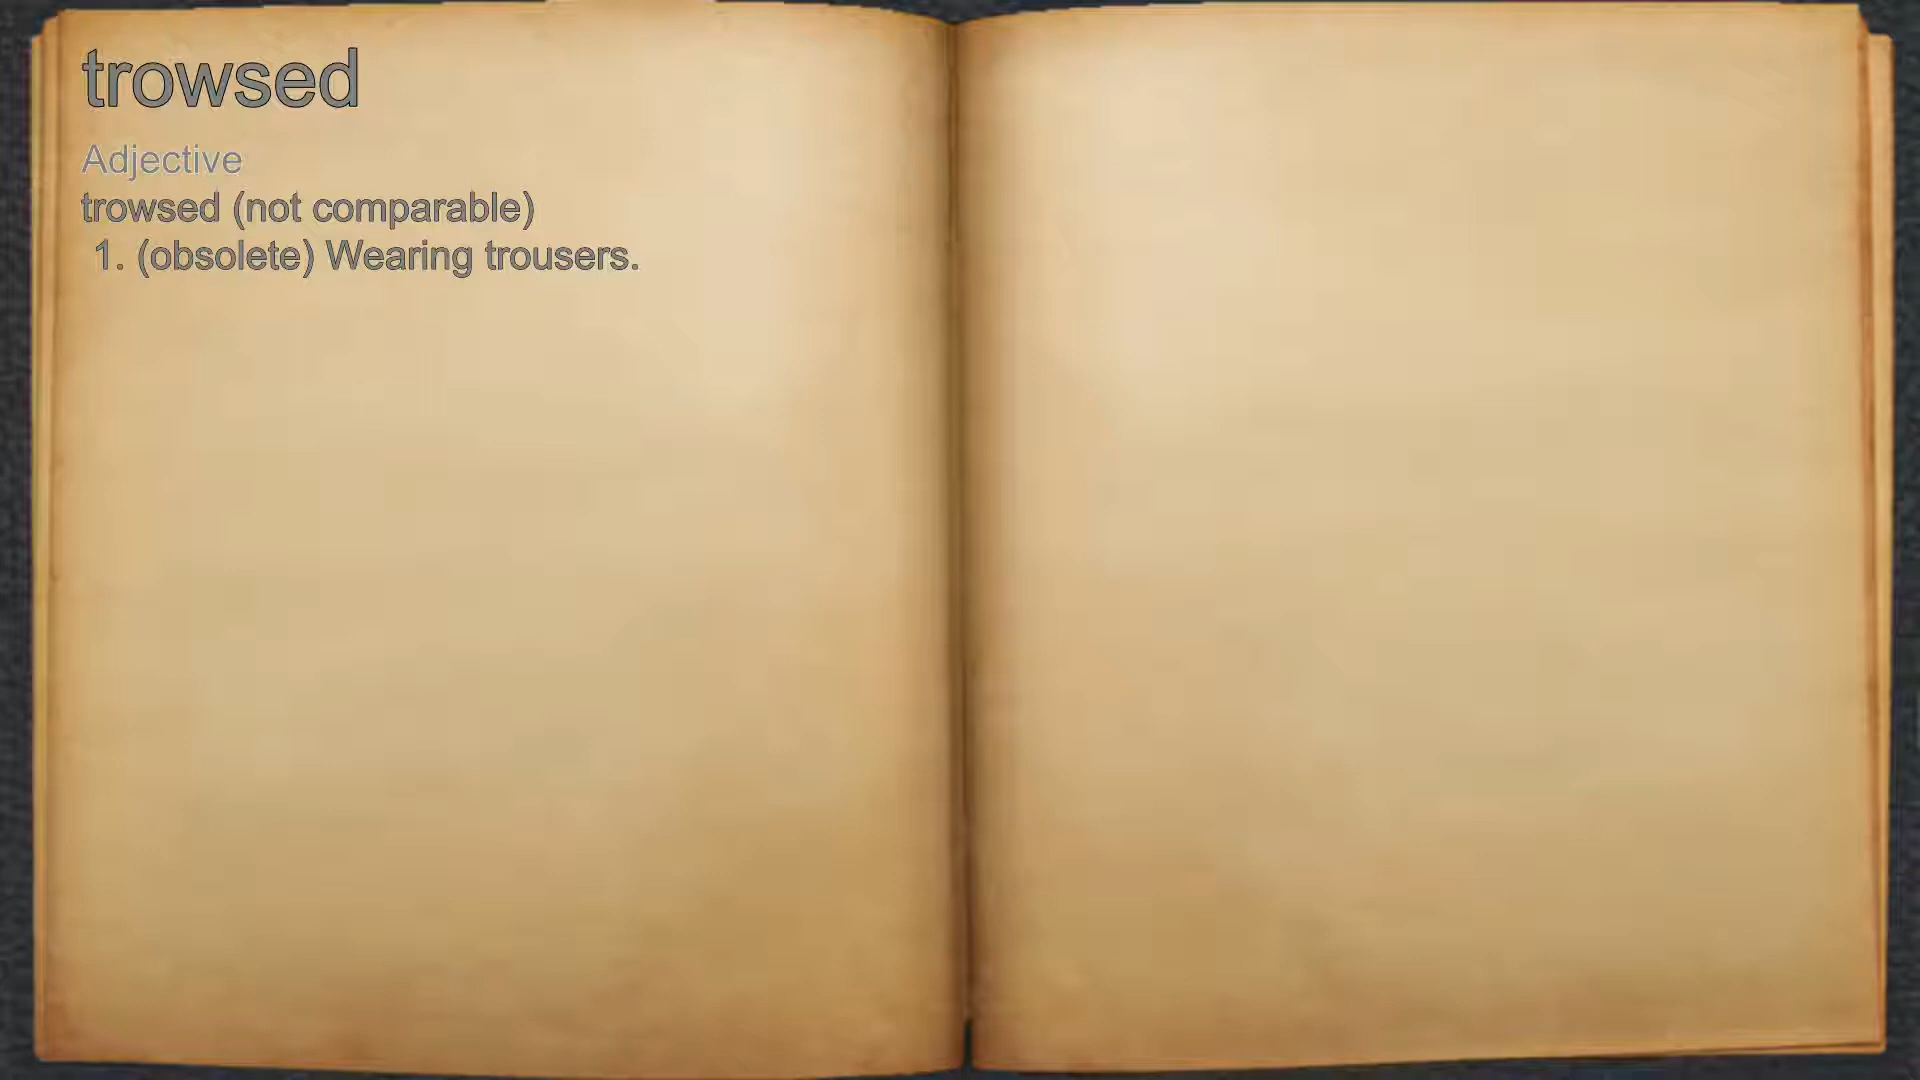 trowsed
Adjective
trowsed (not comparable)
1. (obsolete) Wearing trousers.